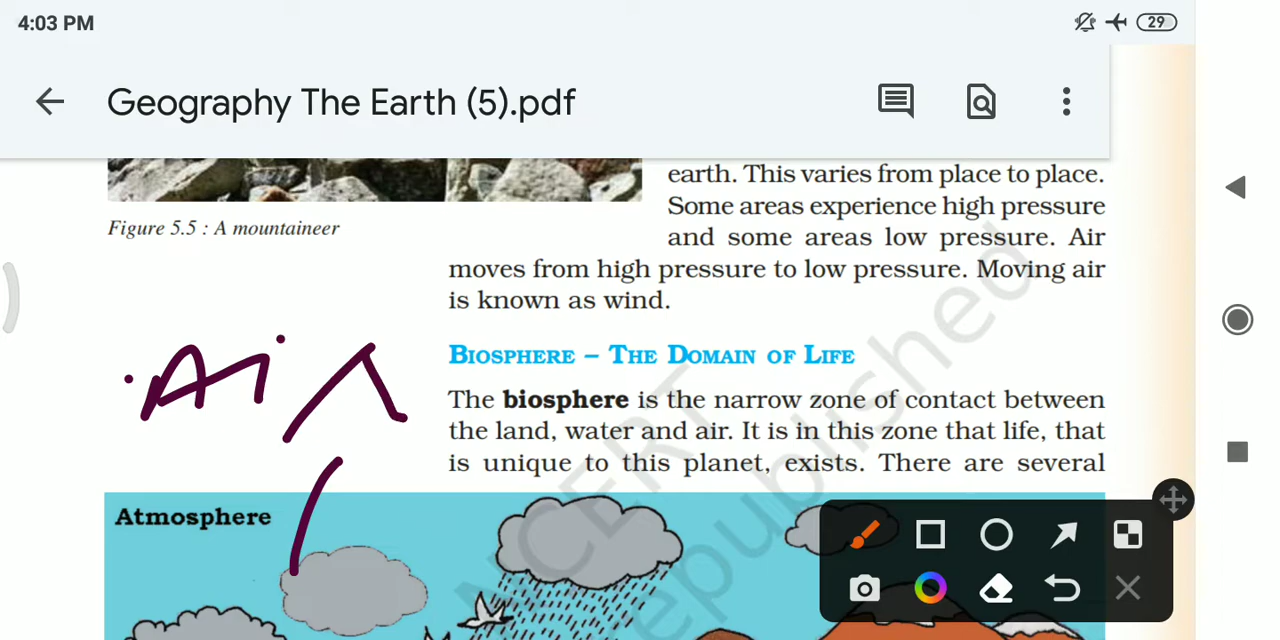 4:03 PM
29
Geography The Earth (5).pdf
earth. This varies from place to place.
Some areas experience high pressure
Figure 5.5 : A mountaineer
and some areas low pressure. Air
moves from high pressure to low pressure. Moving air
is known as wind.
Air
BIOSPHERE – THE DOMAIN OF LIFE
The biosphere is the narrow zone of contact between
the land, water and air. It is in this zone that life, that
is unique to this planet, exists. There are several
Atmosphere
NCERT
republished